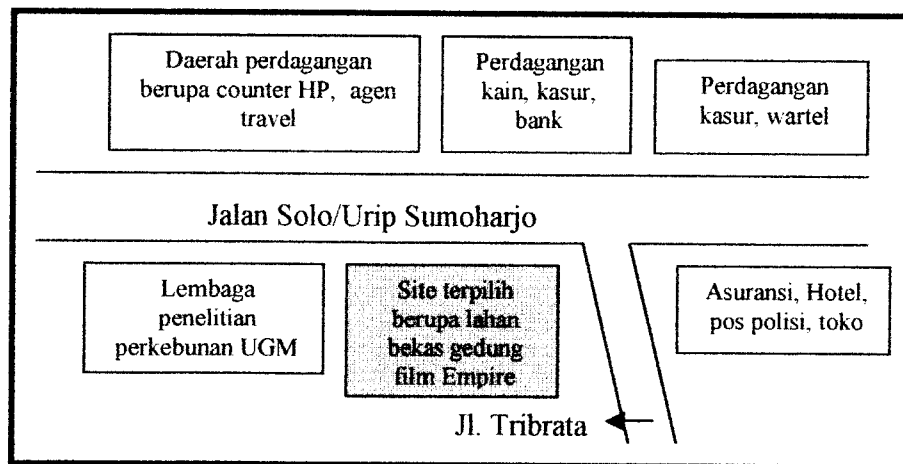 Daerah perdagangan
berupa counter HP, agen
travel
Perdagangan
kain, kasur,
bank
Perdagangan
kasur, wartel
Jalan Solo/Urip Sumoharjo
Lembaga
penelitian
perkebunan UGM
Site terpilih
berupa lahan
bekas gedung
film Empire
Asuransi, Hotel,
pos polisi, toko
Jl. Tribrata